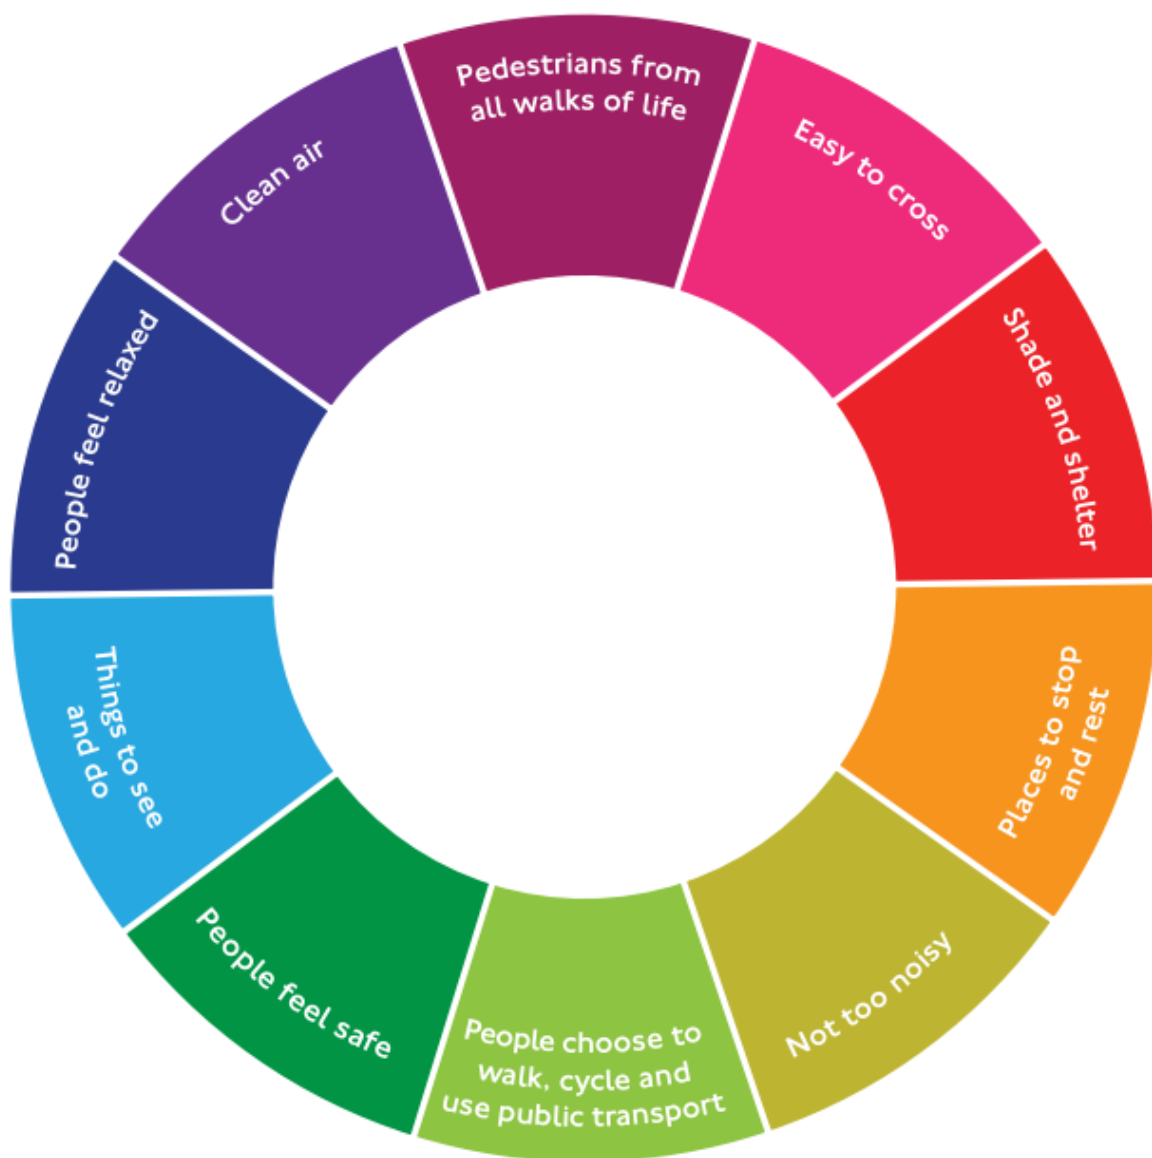 Pedestrians from
all walks of life
Easy to cross
Shade and shelter
Places to stop
and rest
Not too noisy
People choose to
walk, cycle and
use public transport
People feel safe
Things to see
and do
People feel relaxed
Clean air